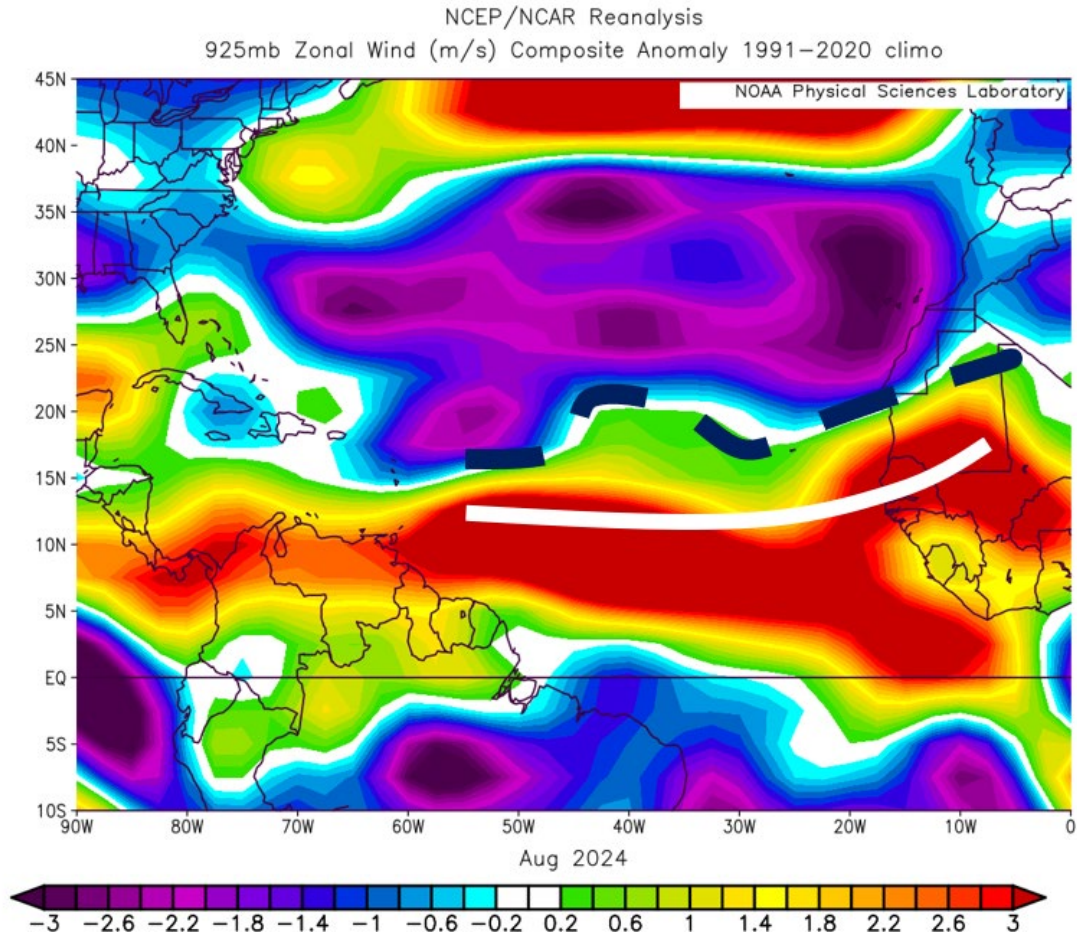 NCEP/NCAR Reanalysis
925mb Zonal Wind (m/s) Composite Anomaly 1991−2020 climo
NOAA Physical Sciences Laboratory
45N
40N
35N
30N
25N
20N
15N
10N
5N
EQ
5S
10S
90W 80W 70W 60W 50W 40W 30W 20W 10W 0
Aug 2024
−3 −2.6 −2.2 −1.8 −1.4 −1 −0.6 −0.2 0.2 0.6 1 1.4 1.8 2.2 2.6 3